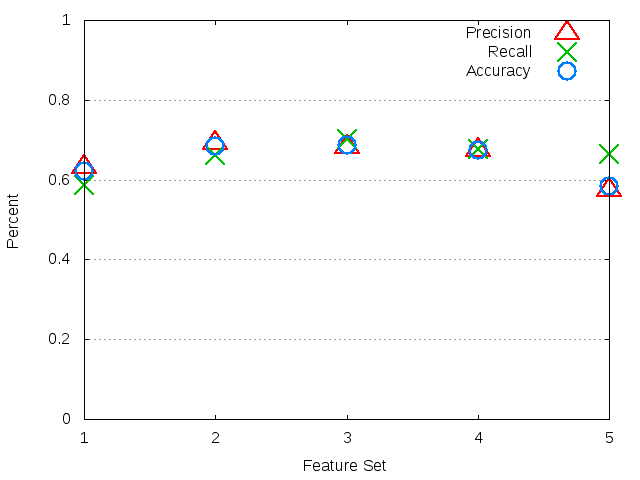 1
Precision
Recall
Accuracy
0.8
0.6
Percent
0.4
0.2
0
1 2 3 4 5
Feature Set